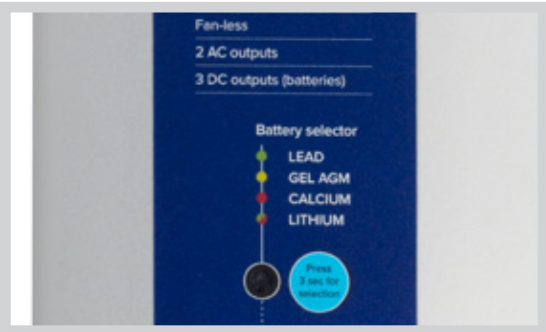 Fan-less
2 AC outputs
3 DC outputs (batteries)
Battery selector
LEAD
GEL AGM
CALCIUM
LITHIUM
Press
3 sec for
selection